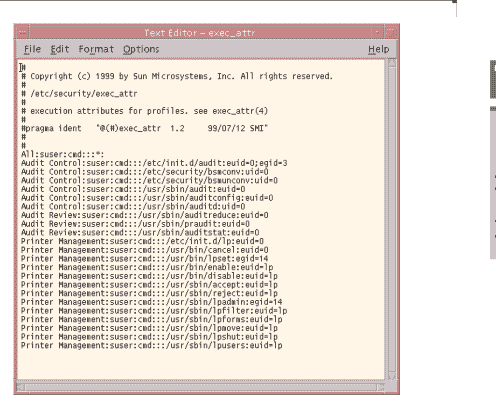 Text Editor - exec_attr
File Edit Format Options Help
#
# Copyright (c) 1999 by Sun Microsystems, Inc. All rights reserved.
#
# /etc/security/exec_attr
#
# execution attributes for profiles. see exec_attr(4)
#
#pragma ident "@(#)exec_attr 1.2 99/07/12 SMI"
#
#
All:suser:cmd:::*:
Audit Control:suser:cmd:::/etc/init.d/audit:euid=0;egid=3
Audit Control:suser:cmd:::/etc/security/bsmconv:uid=0
Audit Control:suser:cmd:::/etc/security/bsmunconv:uid=0
Audit Control:suser:cmd:::/usr/sbin/audit:euid=0
Audit Control:suser:cmd:::/usr/sbin/auditconfig:euid=0
Audit Control:suser:cmd:::/usr/sbin/auditd:uid=0
Audit Review:suser:cmd:::/usr/sbin/auditreduce:euid=0
Audit Review:suser:cmd:::/usr/sbin/praudit:euid=0
Audit Review:suser:cmd:::/usr/sbin/auditstat:euid=0
Printer Management:suser:cmd:::/etc/init.d/lp:euid=0
Printer Management:suser:cmd:::/usr/bin/cancel:euid=0
Printer Management:suser:cmd:::/usr/bin/lpset:egid=14
Printer Management:suser:cmd:::/usr/bin/enable:euid=lp
Printer Management:suser:cmd:::/usr/bin/disable:euid=lp
Printer Management:suser:cmd:::/usr/sbin/accept:euid=lp
Printer Management:suser:cmd:::/usr/sbin/reject:euid=lp
Printer Management:suser:cmd:::/usr/sbin/lpadmin:egid=14
Printer Management:suser:cmd:::/usr/sbin/lpfilter:euid=lp
Printer Management:suser:cmd:::/usr/sbin/lpforms:euid=lp
Printer Management:suser:cmd:::/usr/sbin/lpmove:euid=lp
Printer Management:suser:cmd:::/usr/sbin/lpshut:euid=lp
Printer Management:suser:cmd:::/usr/sbin/lpusers:euid=lp